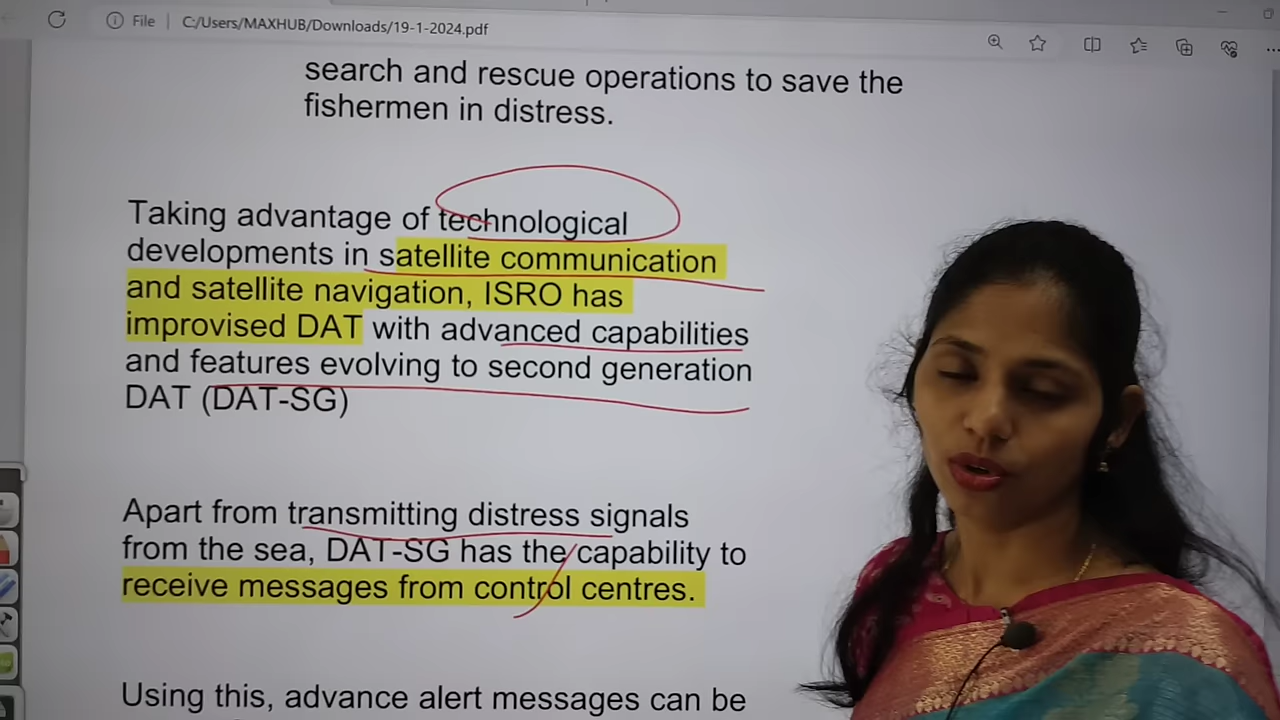 File
C:/Users/MAXHUB/Downloads/19-1-2024.pdf
search and rescue operations to save the
fishermen in distress.
Taking advantage of technological
developments in satellite communication
and satellite navigation, ISRO has
improvised DAT with advanced capabilities
and features evolving to second generation
DAT (DAT-SG)
Apart from transmitting distress signals
from the sea, DAT-SG has the capability to
receive messages from control centres.
Using this, advance alert messages can be